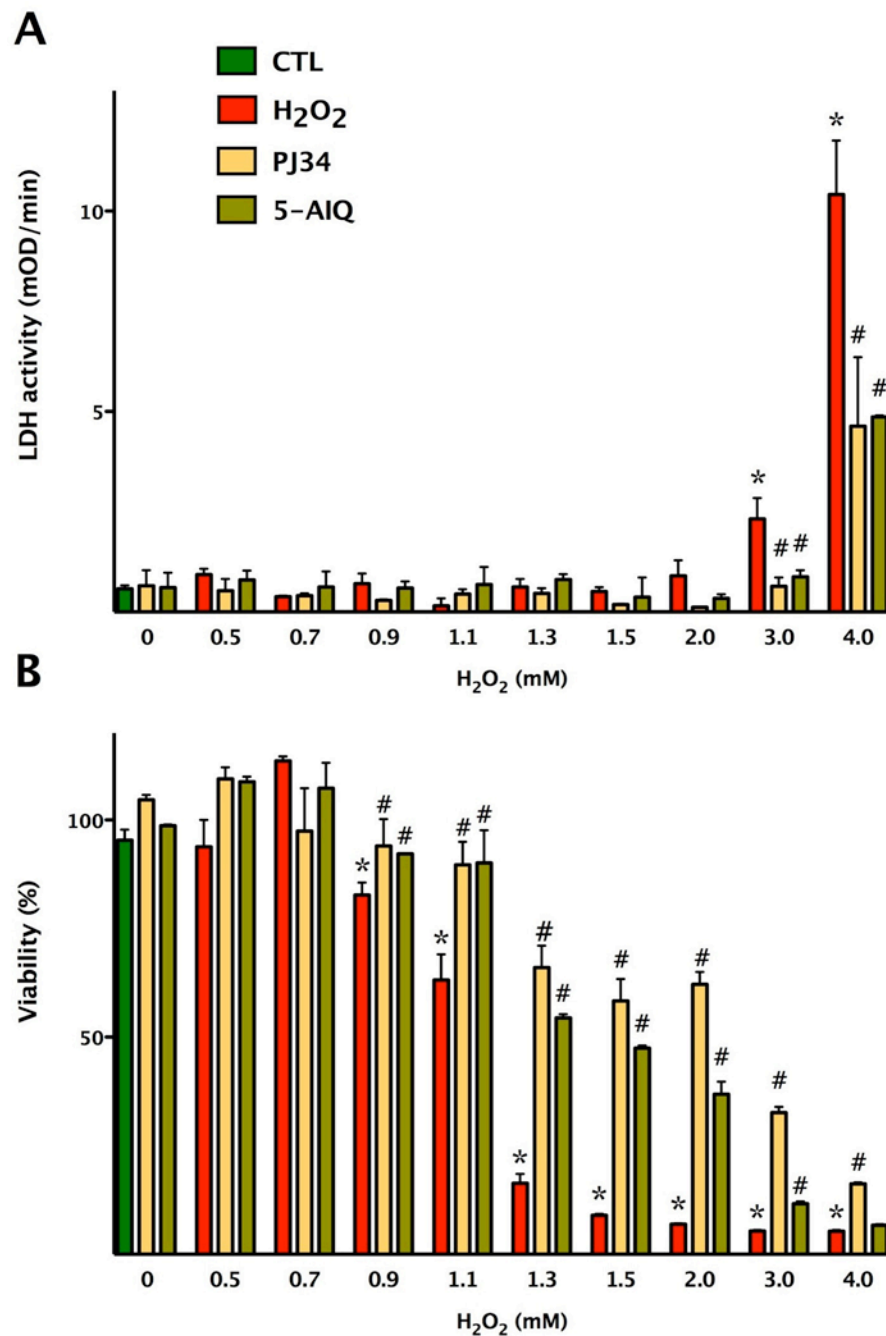 A
CTL
H₂O₂
PJ34
5-AIQ
LDH activity (mOD/min)
10
5
*
#
#
*
#
#
0 0.5 0.7 0.9 1.1 1.3 1.5 2.0 3.0 4.0
H₂O₂ (mM)
B
Viability (%)
100
50
* # #
* # #
* # #
* # #
* # #
* # #
* #
0 0.5 0.7 0.9 1.1 1.3 1.5 2.0 3.0 4.0
H₂O₂ (mM)